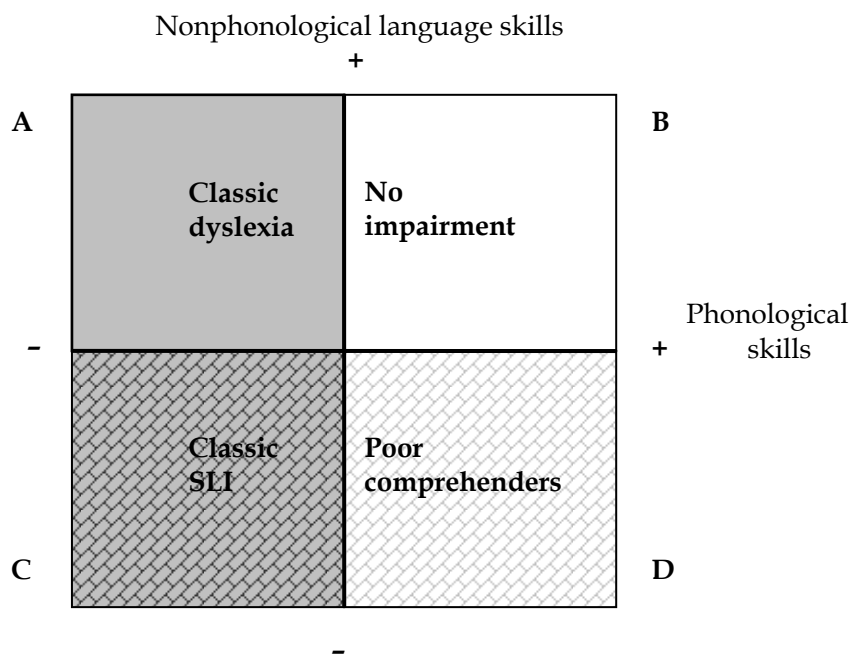 Nonphonological language skills
+
A
B
Classic
dyslexia
No
impairment
-
+
Phonological
skills
Classic
SLI
Poor
comprehenders
C
D
-